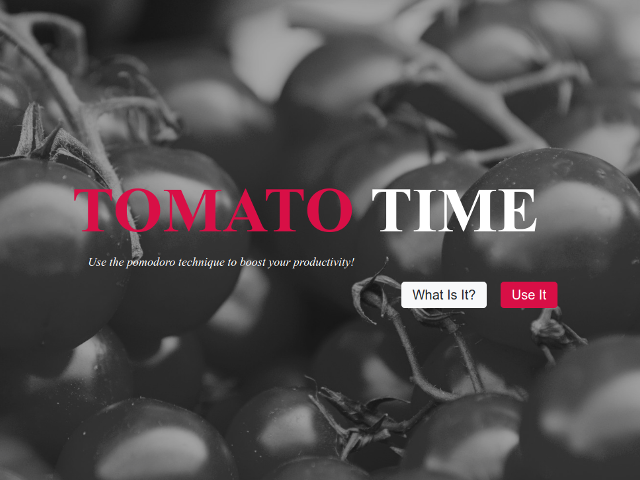 TOMATO TIME
Use the pomodoro technique to boost your productivity!
What Is It? Use It